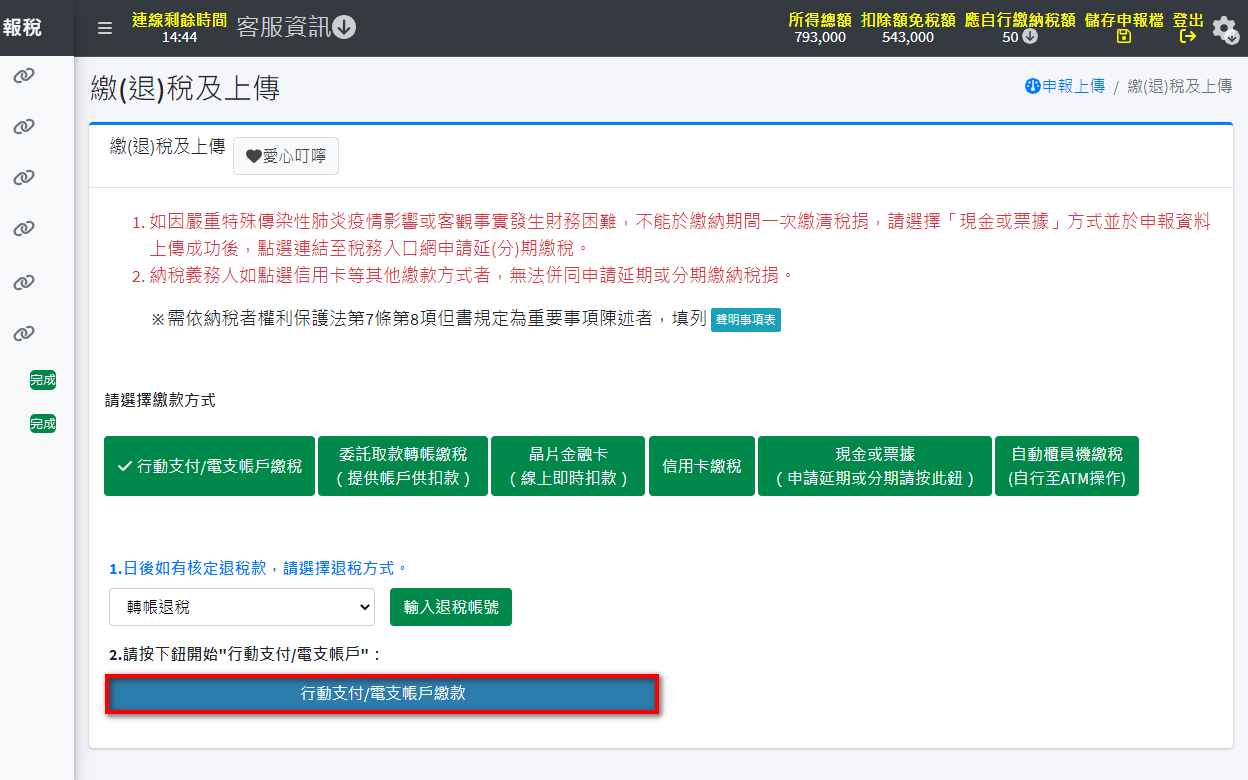 報稅
連線剩餘時間
14:44
客服資訊
所得總額
793,000
扣除額免稅額
543,000
應自行繳納稅額
50
儲存申報檔
登出
繳(退)稅及上傳
申報上傳 / 繳(退)稅及上傳
繳(退)稅及上傳
愛心叮嚀
1. 如因嚴重特殊傳染性肺炎疫情影響或客觀事實發生財務困難，不能於繳納期間一次繳清稅捐，請選擇「現金或票據」方式並於申報資料
上傳成功後，點選連結至稅務入口網申請延(分)期繳稅。
2. 納稅義務人如點選信用卡等其他繳款方式者，無法併同申請延期或分期繳納稅捐。
※需依納稅者權利保護法第7條第8項但書規定為重要事項陳述者，填列 聲明事項表
完成
完成
請選擇繳款方式
行動支付/電支帳戶繳稅
委託取款轉帳繳稅
（提供帳戶供扣款）
晶片金融卡
（線上即時扣款）
信用卡繳稅
現金或票據
（申請延期或分期請按此鈕）
自動櫃員機繳稅
(自行至ATM操作)
1.日後如有核定退稅款，請選擇退稅方式。
轉帳退稅
輸入退稅帳號
2.請按下鈕開始"行動支付/電支帳戶"：
行動支付/電支帳戶繳款